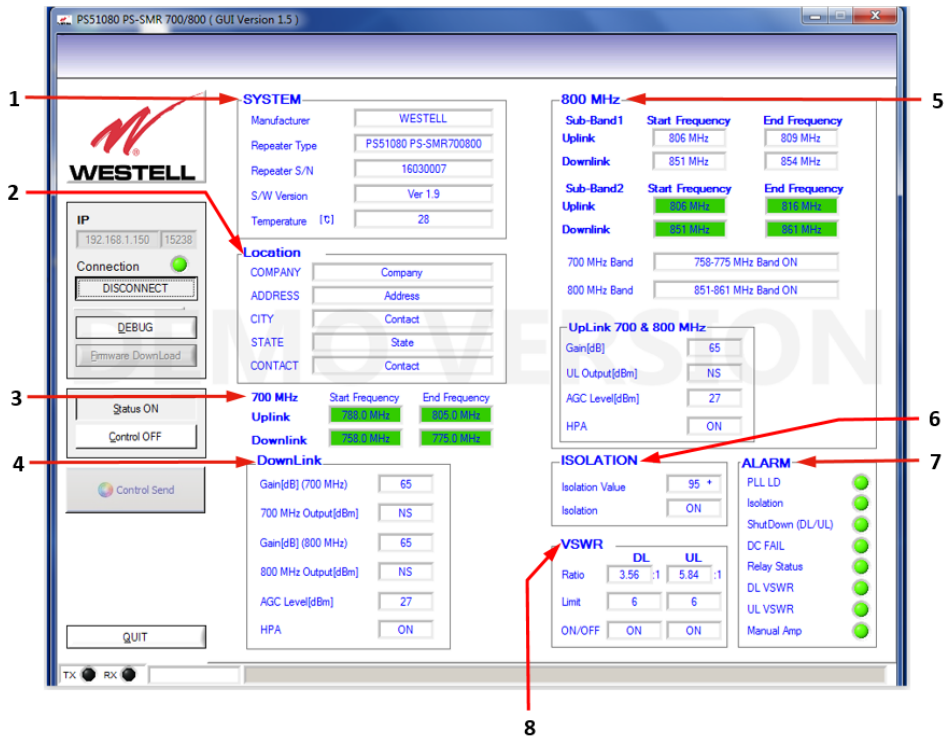 PS51080 PS-SMR 700/800 ( GUI Version 1.5 )
1
WESTELL
IP
192.168.1.150 15238
Connection
DISCONNECT
DEBUG
Firmware DownLoad
Status ON
Control OFF
Control Send
QUIT
TX RX
SYSTEM
Manufacturer WESTELL
Repeater Type PS51080 PS-SMR700800
Repeater S/N 16030007
S/W Version Ver 1.9
Temperature [℃] 28
2
Location
COMPANY Company
ADDRESS Address
CITY Contact
STATE State
CONTACT Contact
3
700 MHz Start Frequency End Frequency
Uplink 788.0 MHz 805.0 MHz
Downlink 758.0 MHz 775.0 MHz
4
DownLink
Gain[dB] (700 MHz) 65
700 MHz Output[dBm] NS
Gain[dB] (800 MHz) 65
800 MHz Output[dBm] NS
AGC Level[dBm] 27
HPA ON
5
800 MHz
Sub-Band1 Start Frequency End Frequency
Uplink 806 MHz 809 MHz
Downlink 851 MHz 854 MHz
Sub-Band2 Start Frequency End Frequency
Uplink 806 MHz 816 MHz
Downlink 851 MHz 861 MHz
700 MHz Band 758-775 MHz Band ON
800 MHz Band 851-861 MHz Band ON
UpLink 700 & 800 MHz
Gain[dB] 65
UL Output[dBm] NS
AGC Level[dBm] 27
HPA ON
6
ISOLATION
Isolation Value 95 +
Isolation ON
7
ALARM
PLL LD
Isolation
ShutDown (DL/UL)
DC FAIL
Relay Status
DL VSWR
UL VSWR
Manual Amp
8
VSWR
DL UL
Ratio 3.56 :1 5.84 :1
Limit 6 6
ON/OFF ON ON
DEMO VERSION